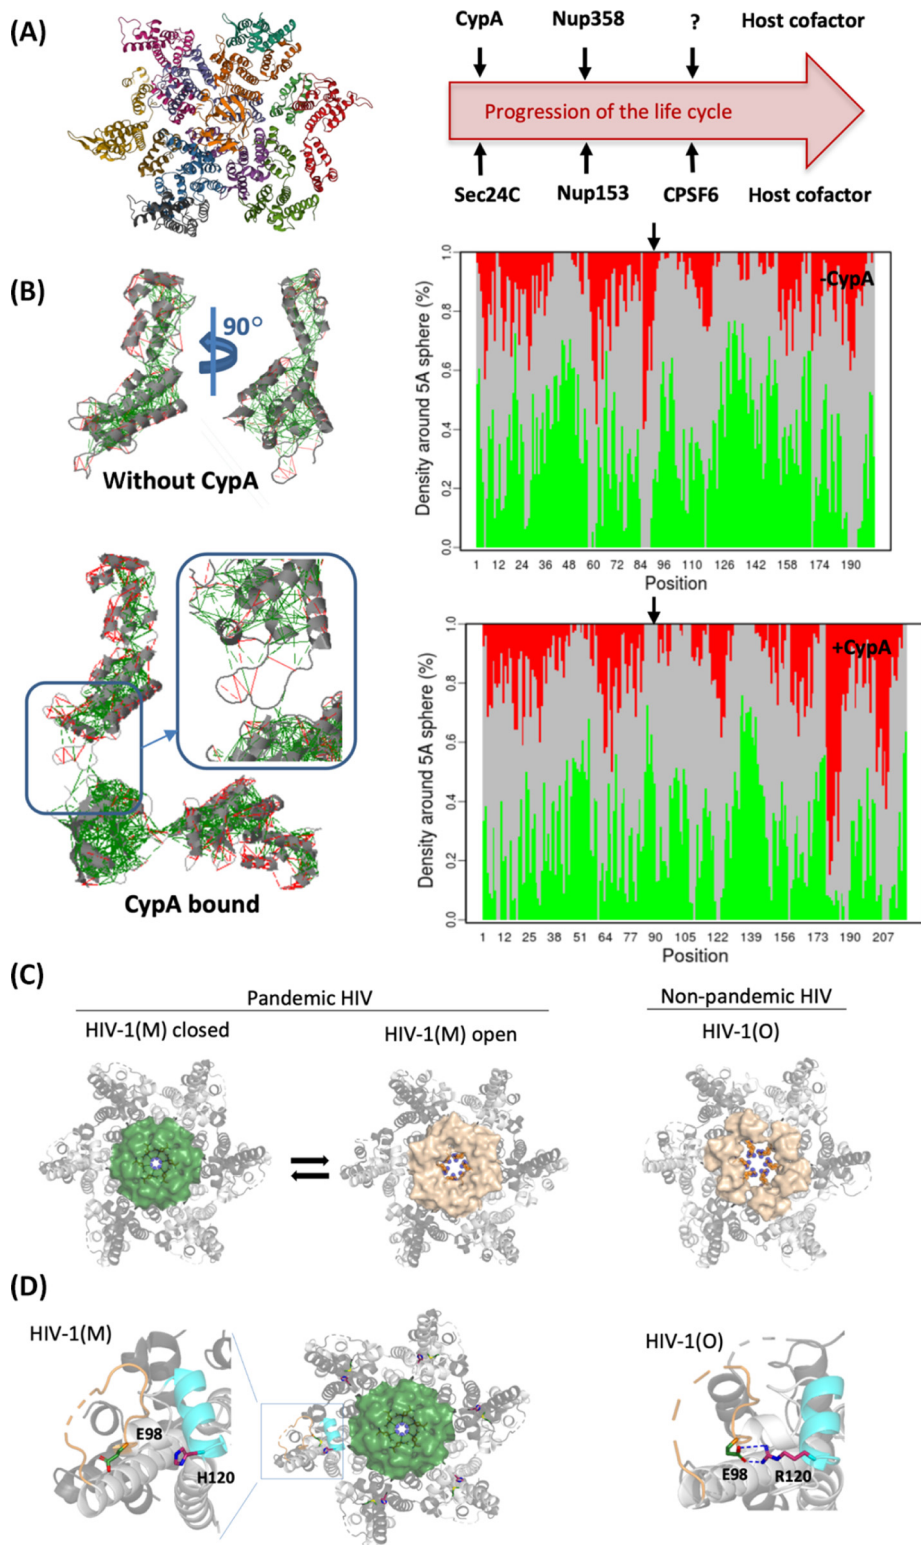 (A)
CypA Nup358 ? Host cofactor
Progression of the life cycle
Sec24C Nup153 CPSF6 Host cofactor
(B)
90°
Without CypA
CypA bound
-CypA
Density around 5A sphere (%)
1.0
0.8
0.6
0.4
0.2
0.0
1 12 24 36 48 60 72 84 96 110 126 142 158 174 190
Position
+CypA
Density around 5A sphere (%)
1.0
0.8
0.6
0.4
0.2
0.0
1 12 25 38 51 64 77 90 105 122 139 156 173 190 207
Position
(C)
Pandemic HIV Non-pandemic HIV
HIV-1(M) closed HIV-1(M) open HIV-1(O)
(D)
HIV-1(M) HIV-1(O)
E98
H120
E98 R120